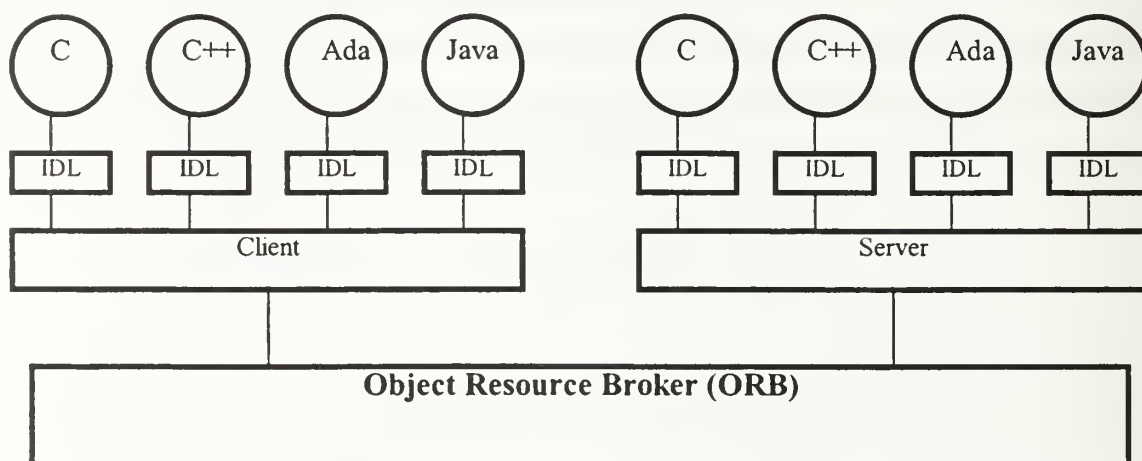 C C++ Ada Java C C++ Ada Java
IDL IDL IDL IDL IDL IDL IDL IDL
Client Server
Object Resource Broker (ORB)